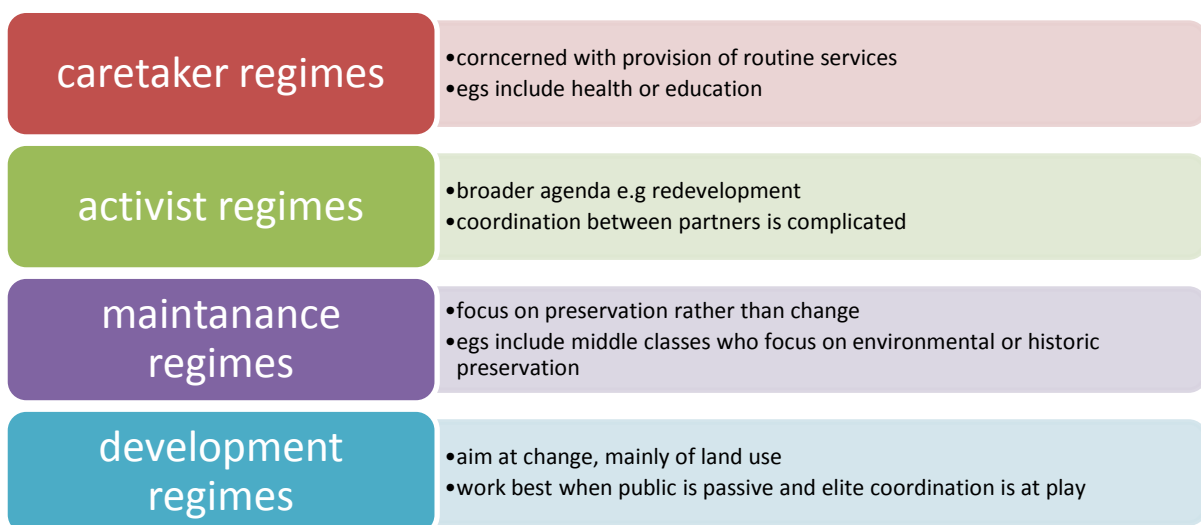 caretaker regimes
•corncerned with provision of routine services
•egs include health or education
activist regimes
•broader agenda e.g redevelopment
•coordination between partners is complicated
maintanance
regimes
•focus on preservation rather than change
•egs include middle classes who focus on environmental or historic
preservation
development
regimes
•aim at change, mainly of land use
•work best when public is passive and elite coordination is at play